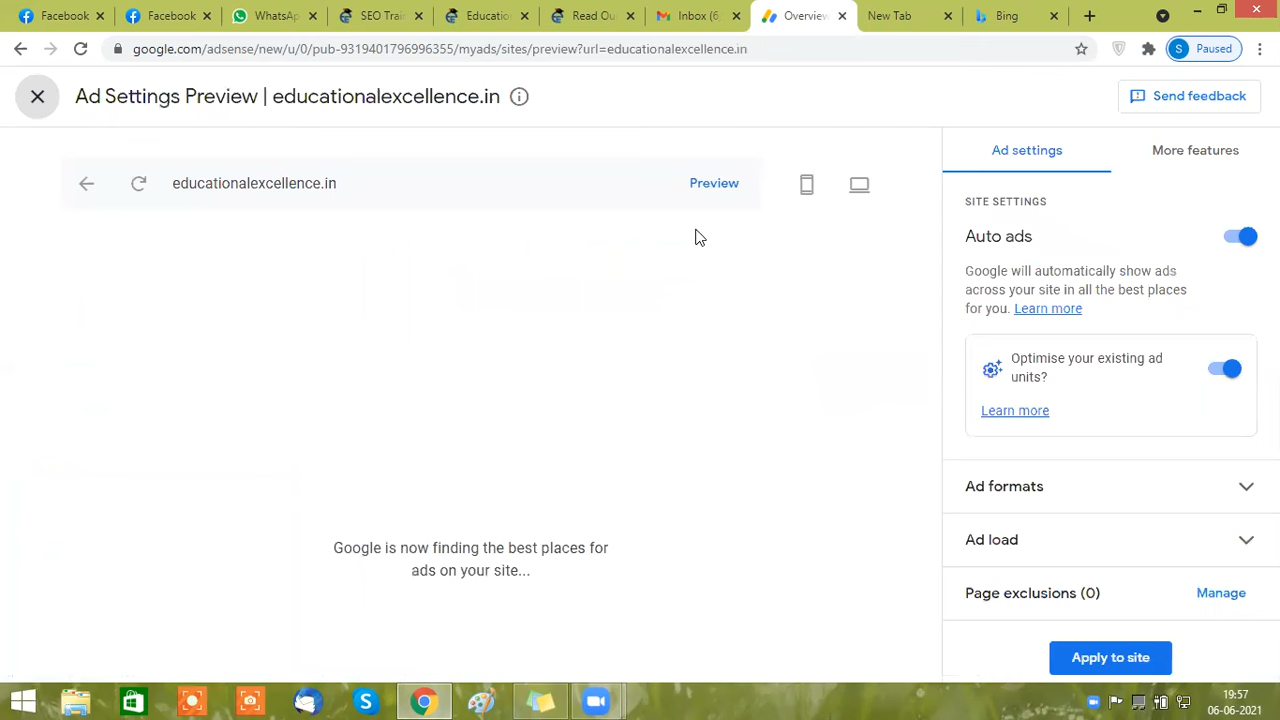 Facebook
Facebook
WhatsAp
SEO Train
Educatio
Read Ou
Inbox (6
Overview
New Tab
Bing
google.com/adsense/new/u/0/pub-9319401796996355/myads/sites/preview?url=educationalexcellence.in
S Paused
Ad Settings Preview | educationalexcellence.in
Send feedback
educationalexcellence.in
Preview
Google is now finding the best places for
ads on your site...
Ad settings
More features
SITE SETTINGS
Auto ads
Google will automatically show ads
across your site in all the best places
for you. Learn more
Optimise your existing ad
units?
Learn more
Ad formats
Ad load
Page exclusions (0)
Manage
Apply to site
19:57
06-06-2021